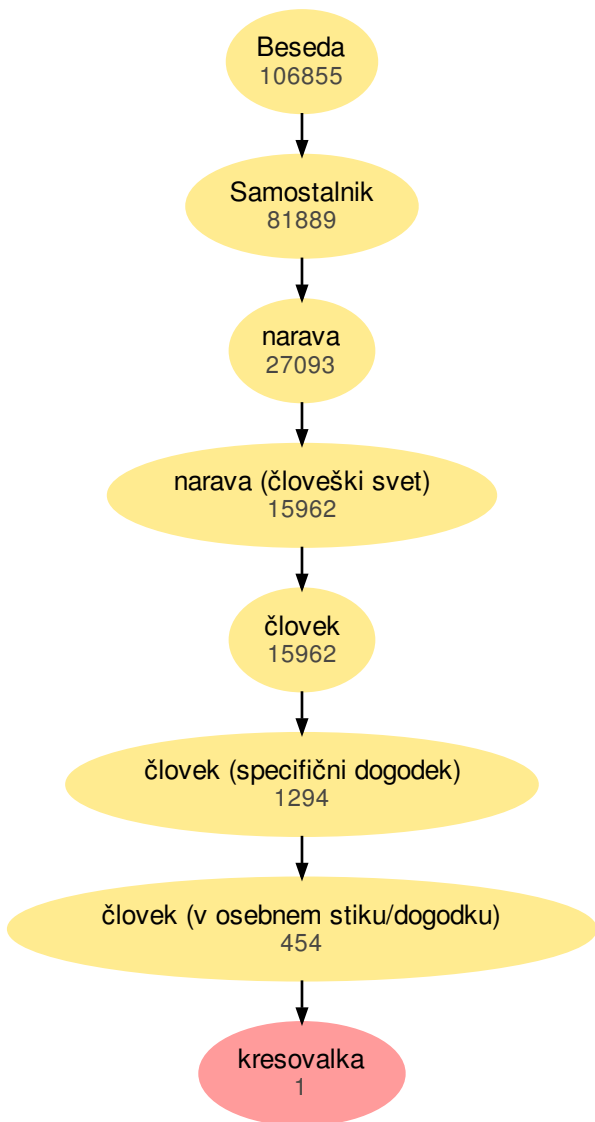 Beseda
106855
Samostalnik
81889
narava
27093
narava (človeški svet)
15962
človek
15962
človek (specifični dogodek)
1294
človek (v osebnem stiku/dogodku)
454
kresovalka
1